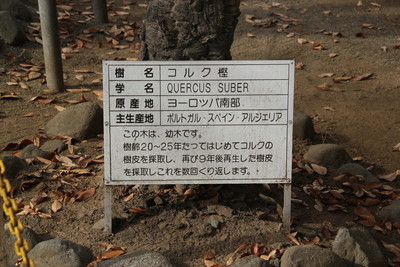 樹名 コルク樫
学名 QUERCUS SUBER
原産地 ヨーロッパ南部
主生産地 ポルトガル・スペイン・アルジェリア
この木は、幼木です。
樹齢20~25年たつてはじめてコルクの
樹皮を採取し、再び9年後再生した樹皮
を採取しこれを数回くり返します。